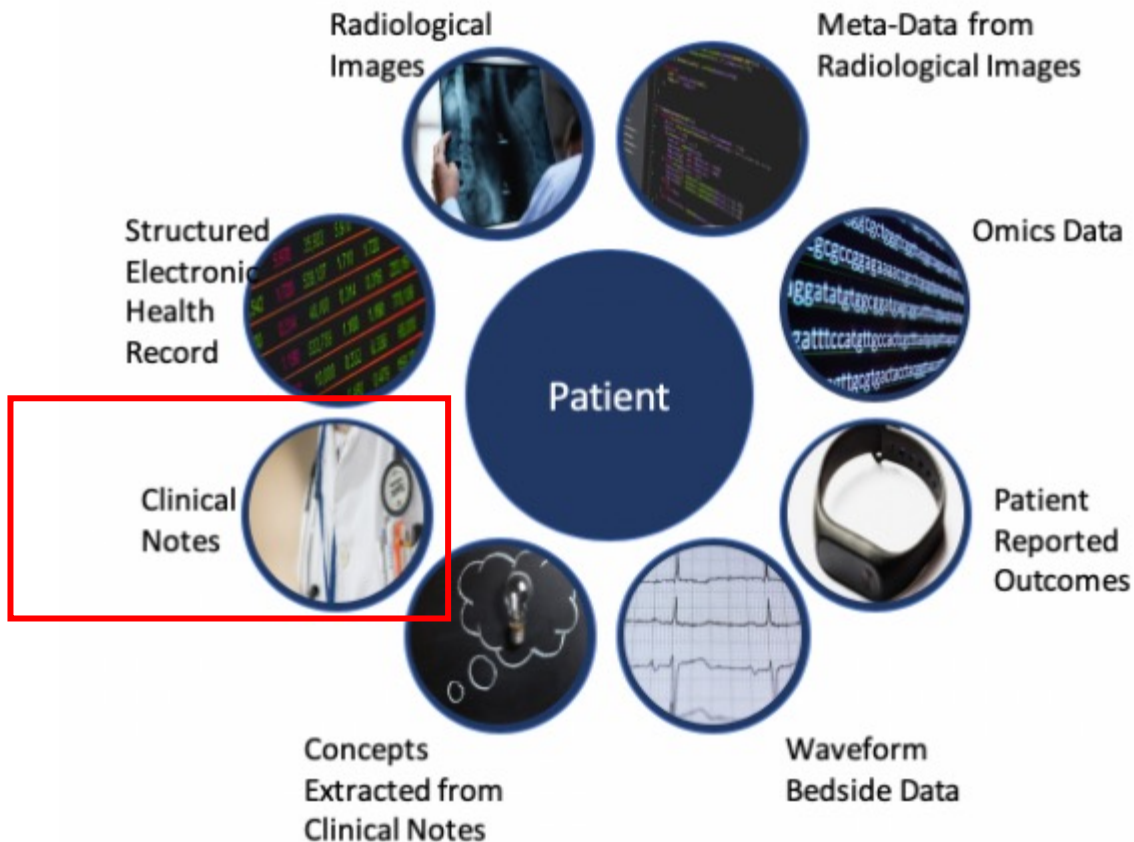 Radiological
Images
Meta-Data from
Radiological Images
Structured
Electronic
Health
Record
Omics Data
Patient
Clinical
Notes
Patient
Reported
Outcomes
Concepts
Extracted from
Clinical Notes
Waveform
Bedside Data